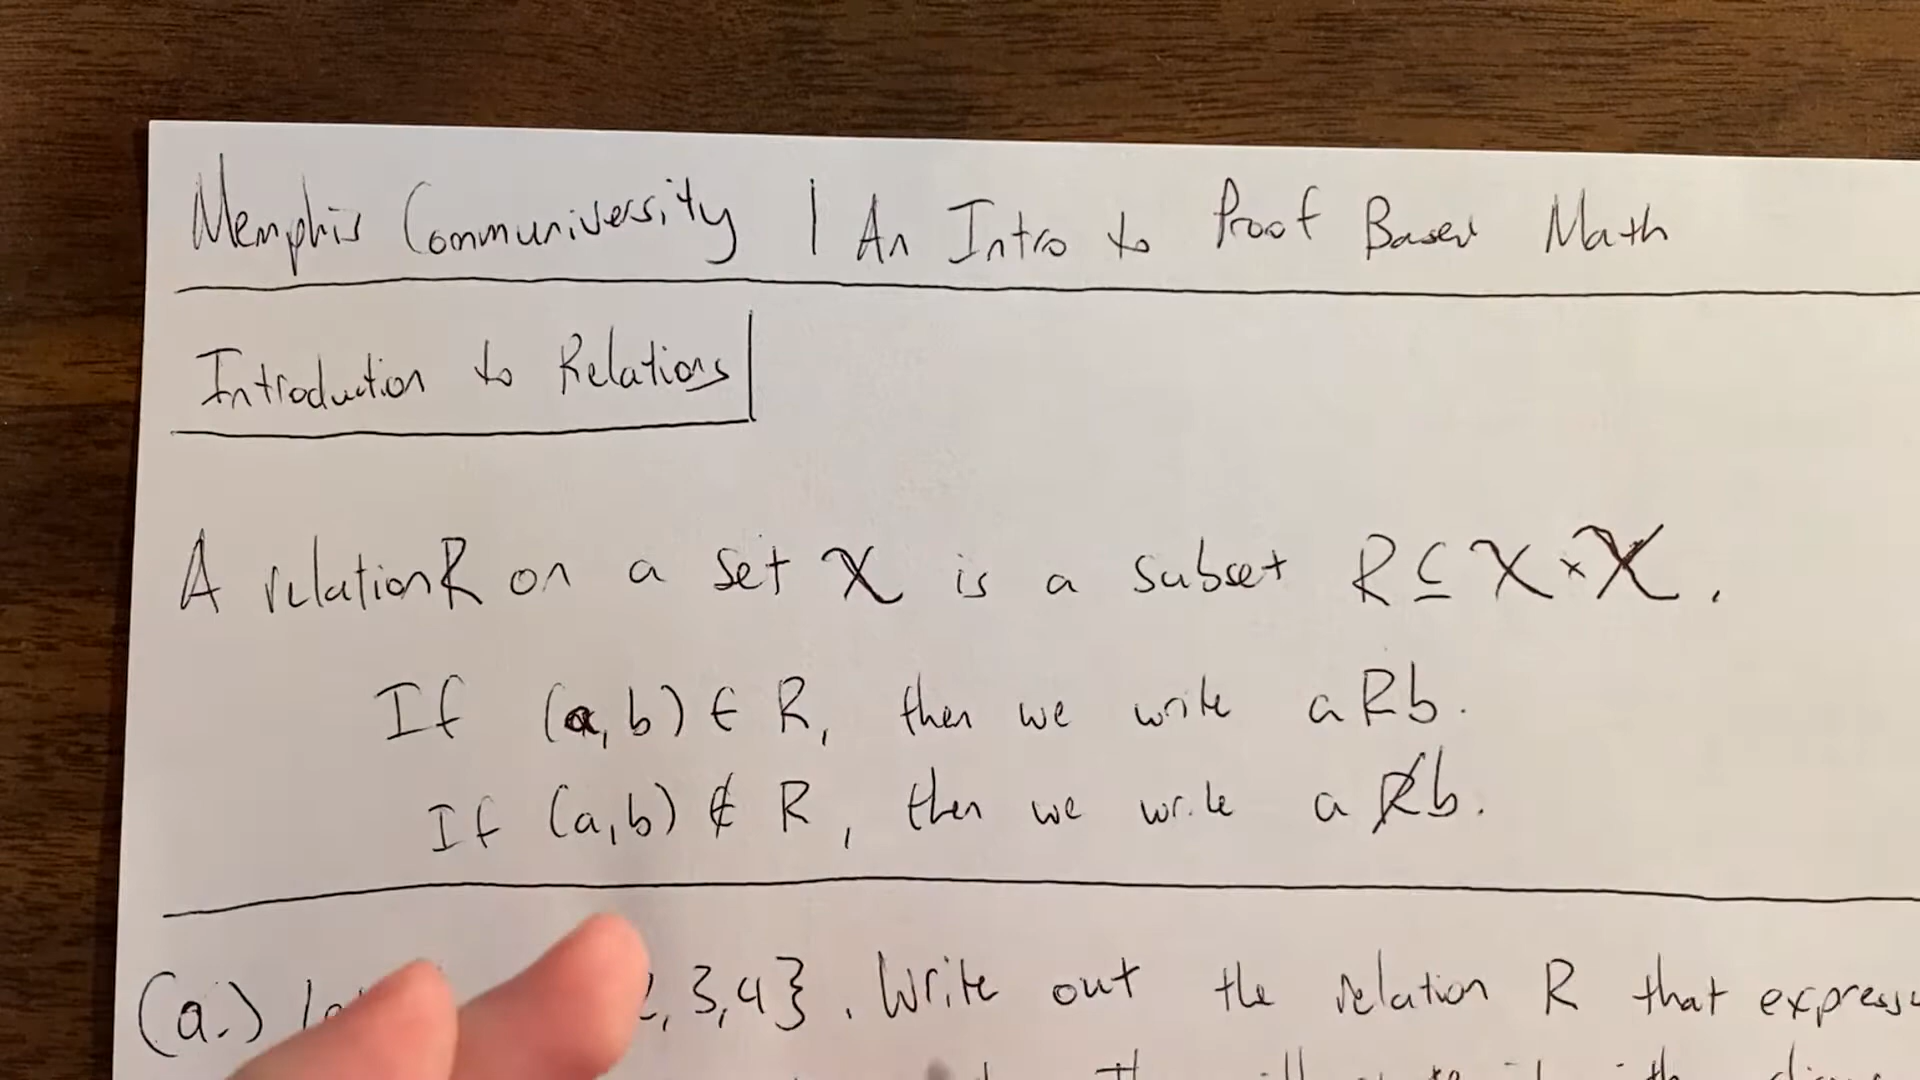 Memphis Communiversity | An Intro to Proof Based Math
Introduction to Relations
A relation R on a set X is a subset R ⊆ X × X.
If (a,b) ∈ R, then we write aRb.
If (a,b) ∉ R, then we write a R̸ b.
(a.) 2,3,4}. Write out the relation R that express